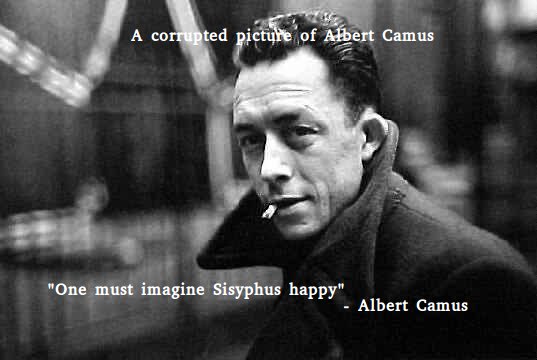 A corrupted picture of Albert Camus
"One must imagine Sisyphus happy"
- Albert Camus